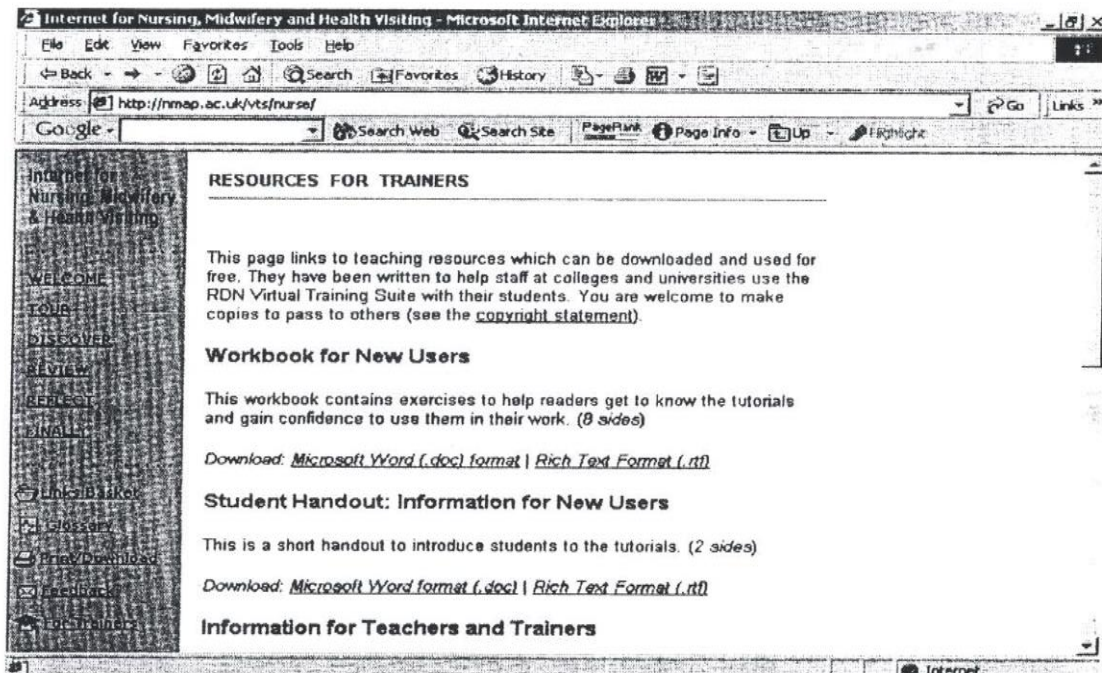 Internet for Nursing, Midwifery and Health Visiting - Microsoft Internet Explorer
File Edit View Favorites Tools Help
Back Search Favorites History
Address http://nmap.ac.uk/vts/nurse/ Go Links »
Google Search Web Search Site PageRank Page Info Up Highlight
Internet for
Nursing, Midwifery
& Health Visiting
WELCOME
TOUR
DISCOVER
REVIEW
REFLECT
FINALLY
Links Basket
Glossary
Print/Download
Feedback
For Trainers
RESOURCES FOR TRAINERS
This page links to teaching resources which can be downloaded and used for
free. They have been written to help staff at colleges and universities use the
RDN Virtual Training Suite with their students. You are welcome to make
copies to pass to others (see the copyright statement).
Workbook for New Users
This workbook contains exercises to help readers get to know the tutorials
and gain confidence to use them in their work. (8 sides)
Download: Microsoft Word (.doc) format | Rich Text Format (.rtf)
Student Handout: Information for New Users
This is a short handout to introduce students to the tutorials. (2 sides)
Download: Microsoft Word format (.doc) | Rich Text Format (.rtf)
Information for Teachers and Trainers
Internet